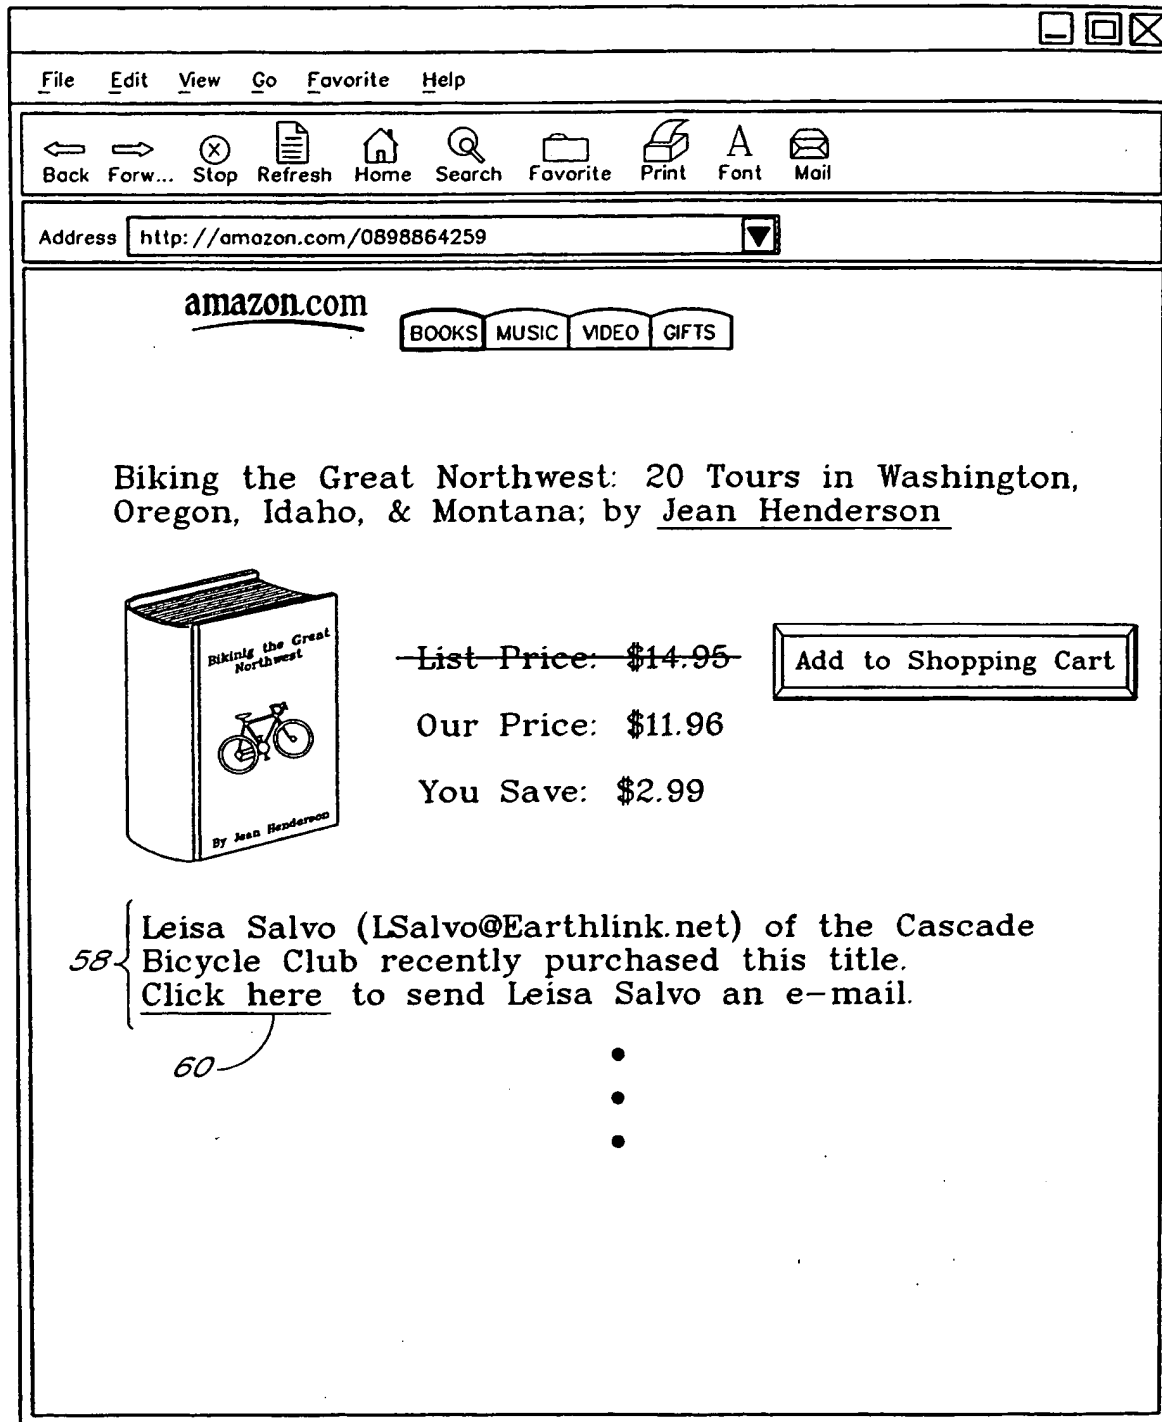 File Edit View Go Favorite Help
Back Forw... Stop Refresh Home Search Favorite Print Font Mail
Address http://amazon.com/0898864259
amazon.com
BOOKS MUSIC VIDEO GIFTS
Biking the Great Northwest: 20 Tours in Washington,
Oregon, Idaho, & Montana; by Jean Henderson
Bikinig the Great
Northwest
By Jean Henderson
List Price: $14.95
Add to Shopping Cart
Our Price: $11.96
You Save: $2.99
58
Leisa Salvo (LSalvo@Earthlink.net) of the Cascade
Bicycle Club recently purchased this title.
Click here to send Leisa Salvo an e-mail.
60